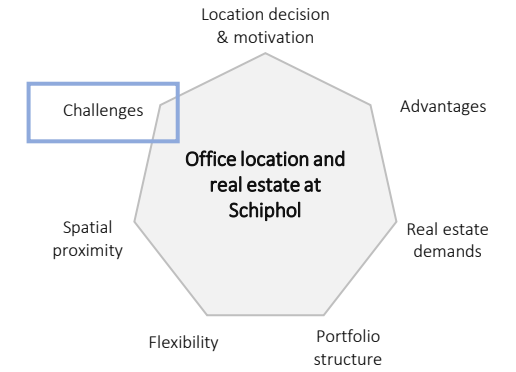 Location decision
& motivation
Challenges
Advantages
Office location and
real estate at
Schiphol
Spatial
proximity
Real estate
demands
Flexibility
Portfolio
structure